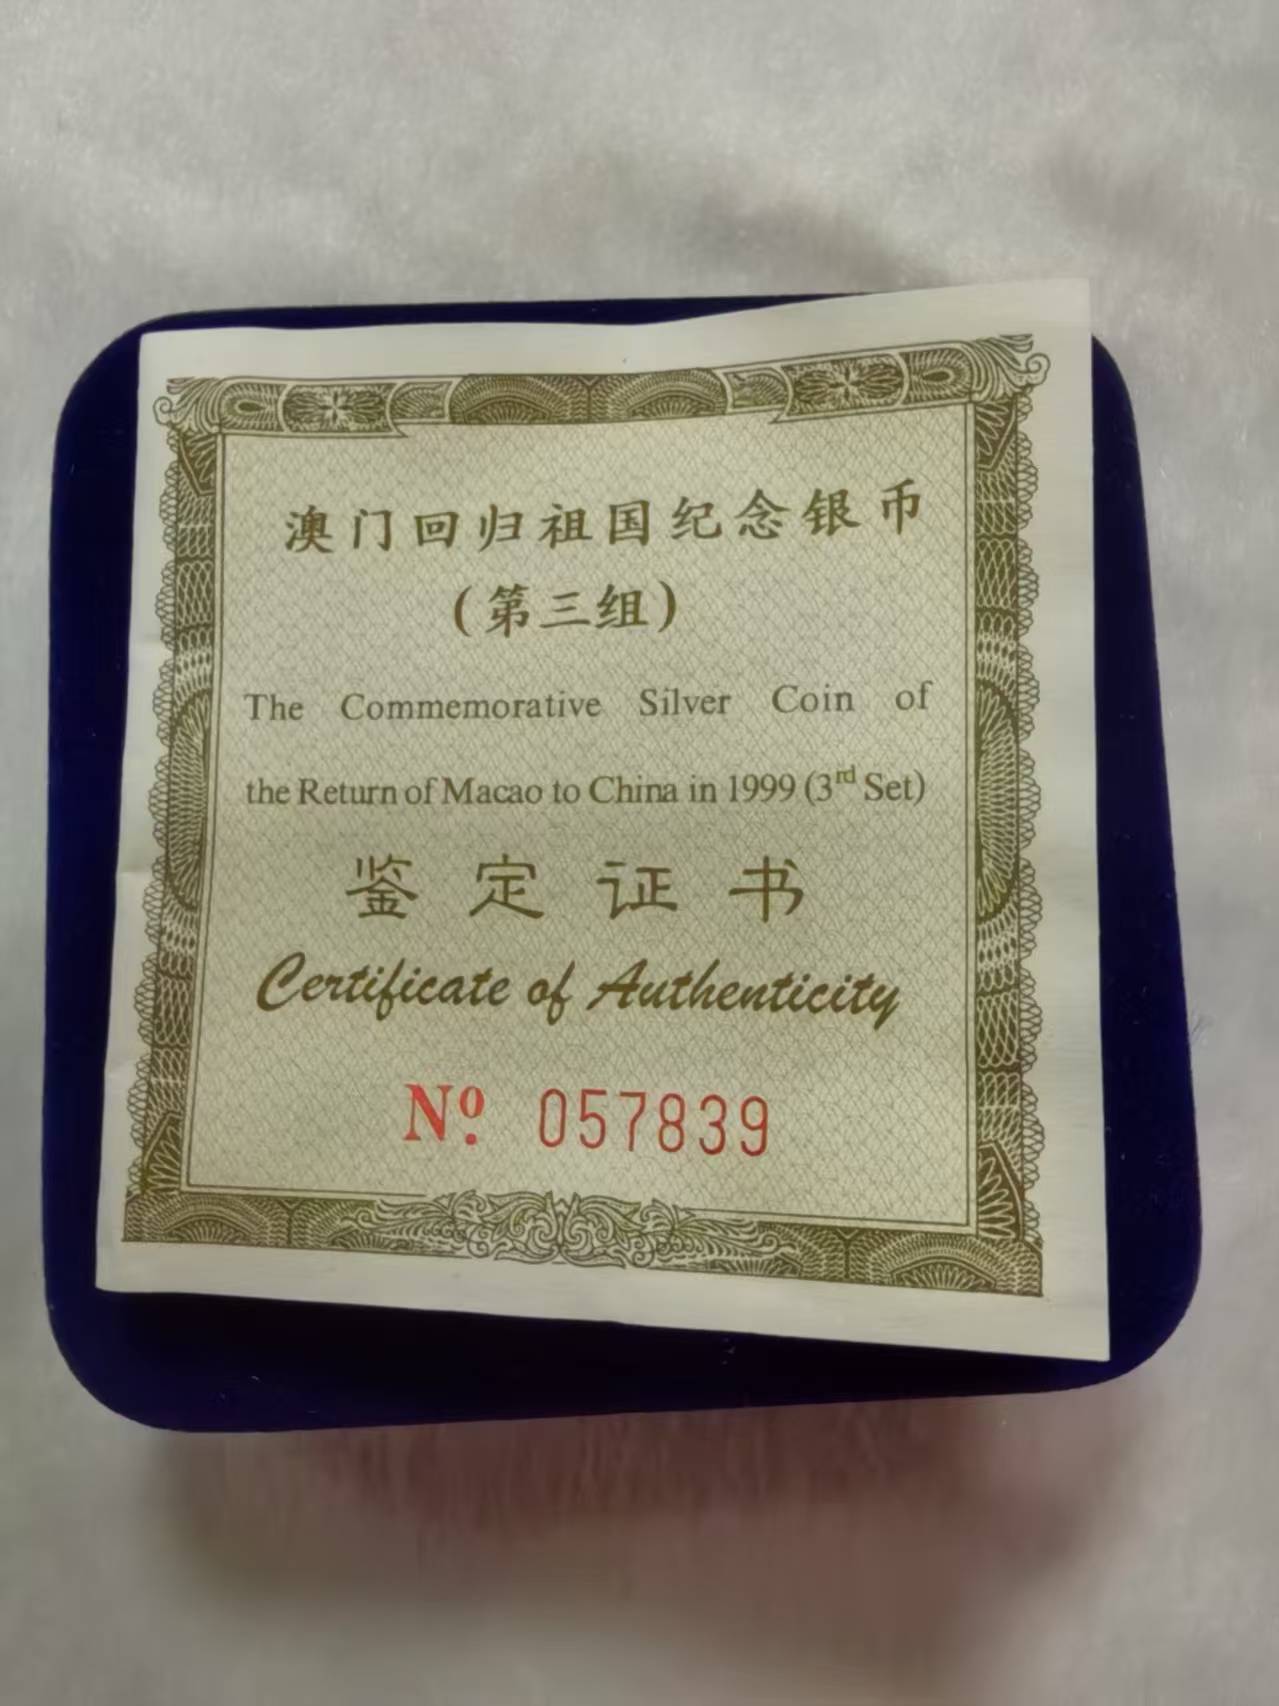 澳门回归祖国纪念银币
(第三组)
The Commemorative Silver Coin of
the Return of Macao to China in 1999 (3rd Set)
鉴定证书
Certificate of Authenticity
Nº. 057839